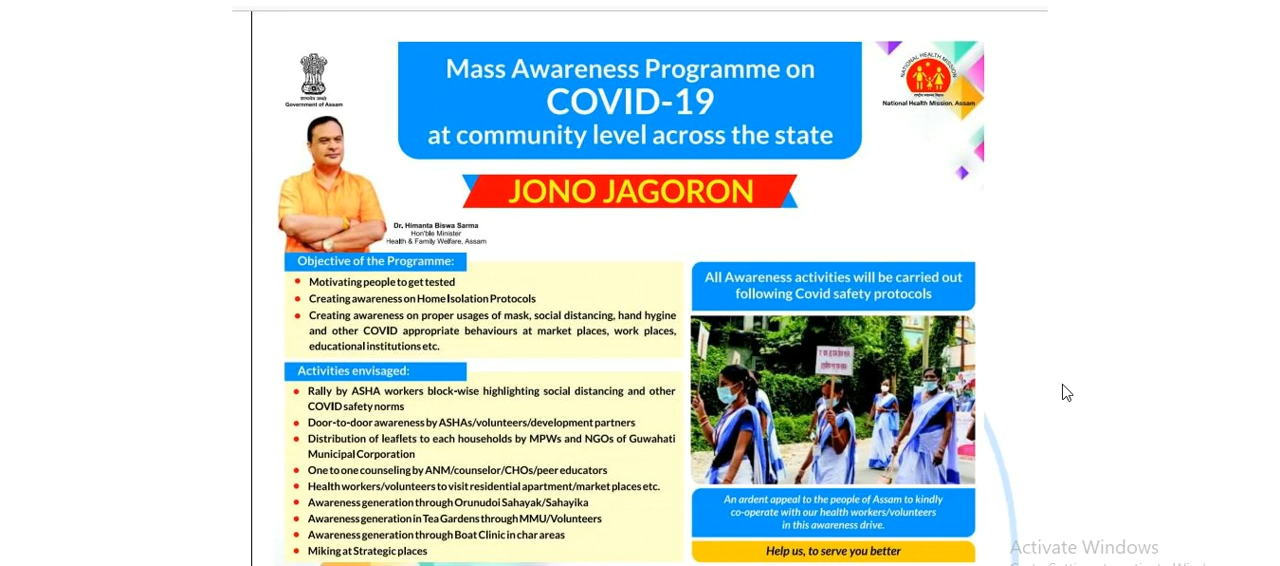 Mass Awareness Programme on
COVID-19
at community level across the state
Government of Assam
NATIONAL HEALTH MISSION
National Health Mission, Assam
JONO JAGORON
Dr. Himanta Biswa Sarma
Hon'ble Minister
Health & Family Welfare, Assam
Objective of the Programme:
Motivating people to get tested
Creating awareness on Home Isolation Protocols
Creating awareness on proper usages of mask, social distancing, hand hygine
and other COVID appropriate behaviours at market places, work places,
educational institutions etc.
Activities envisaged:
Rally by ASHA workers block-wise highlighting social distancing and other
COVID safety norms
Door-to-door awareness by ASHAs/volunteers/development partners
Distribution of leaflets to each households by MPWs and NGOs of Guwahati
Municipal Corporation
One to one counseling by ANM/counselor/CHOs/peer educators
Health workers/volunteers to visit residential apartment/market places etc.
Awareness generation through Orunudoi Sahayak/Sahayika
Awareness generation in Tea Gardens through MMU/Volunteers
Awareness generation through Boat Clinic in char areas
Miking at Strategic places
All Awareness activities will be carried out
following Covid safety protocols
An ardent appeal to the people of Assam to kindly
co-operate with our health workers/volunteers
in this awareness drive.
Help us, to serve you better
Activate Windows